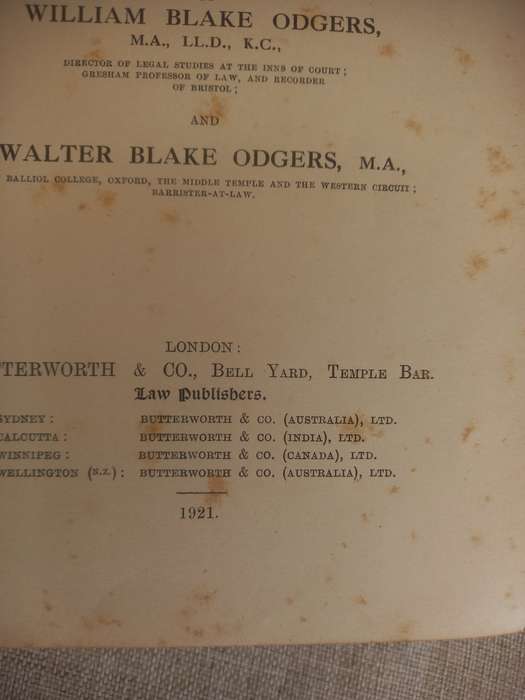 WILLIAM BLAKE ODGERS,
M.A., LL.D., K.C.,
DIRECTOR OF LEGAL STUDIES AT THE INNS OF COURT;
GRESHAM PROFESSOR OF LAW, AND RECORDER
OF BRISTOL;
AND
WALTER BLAKE ODGERS, M.A.,
BALLIOL COLLEGE, OXFORD, THE MIDDLE TEMPLE AND THE WESTERN CIRCUIT;
BARRISTER-AT-LAW.
LONDON:
TERWORTH & CO., BELL YARD, TEMPLE BAR.
Law Publishers.
SYDNEY: BUTTERWORTH & CO. (AUSTRALIA), LTD.
CALCUTTA: BUTTERWORTH & CO. (INDIA), LTD.
WINNIPEG: BUTTERWORTH & CO. (CANADA), LTD.
WELLINGTON (N.Z.): BUTTERWORTH & CO. (AUSTRALIA), LTD.
1921.